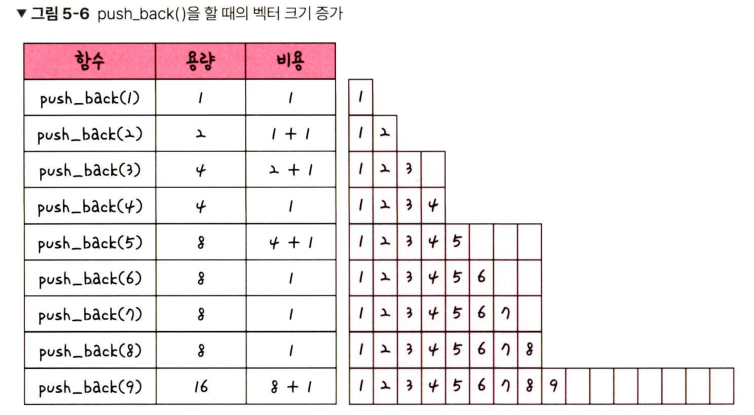 ▼ 그림 5-6 push_back()을 할 때의 벡터 크기 증가
함수 용량 비용
push_back(1) 1 1 1
push_back(2) 2 1 + 1 1 2
push_back(3) 4 2 + 1 1 2 3
push_back(4) 4 1 1 2 3 4
push_back(5) 8 4 + 1 1 2 3 4 5
push_back(6) 8 1 1 2 3 4 5 6
push_back(7) 8 1 1 2 3 4 5 6 7
push_back(8) 8 1 1 2 3 4 5 6 7 8
push_back(9) 16 8 + 1 1 2 3 4 5 6 7 8 9